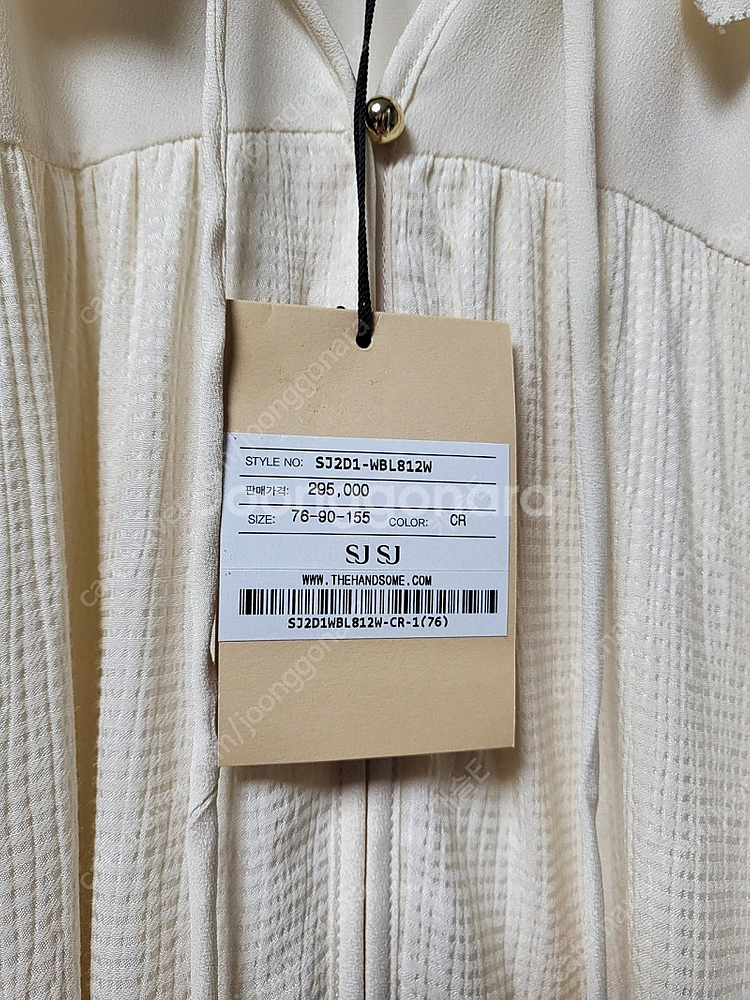 STYLE NO: SJ2D1-WBL812W
판매가격: 295,000
SIZE: 76-90-155 COLOR: CR
SJ SJ
WWW.THEHANDSOME.COM
SJ2D1WBL812W-CR-1(76)
joonggonara